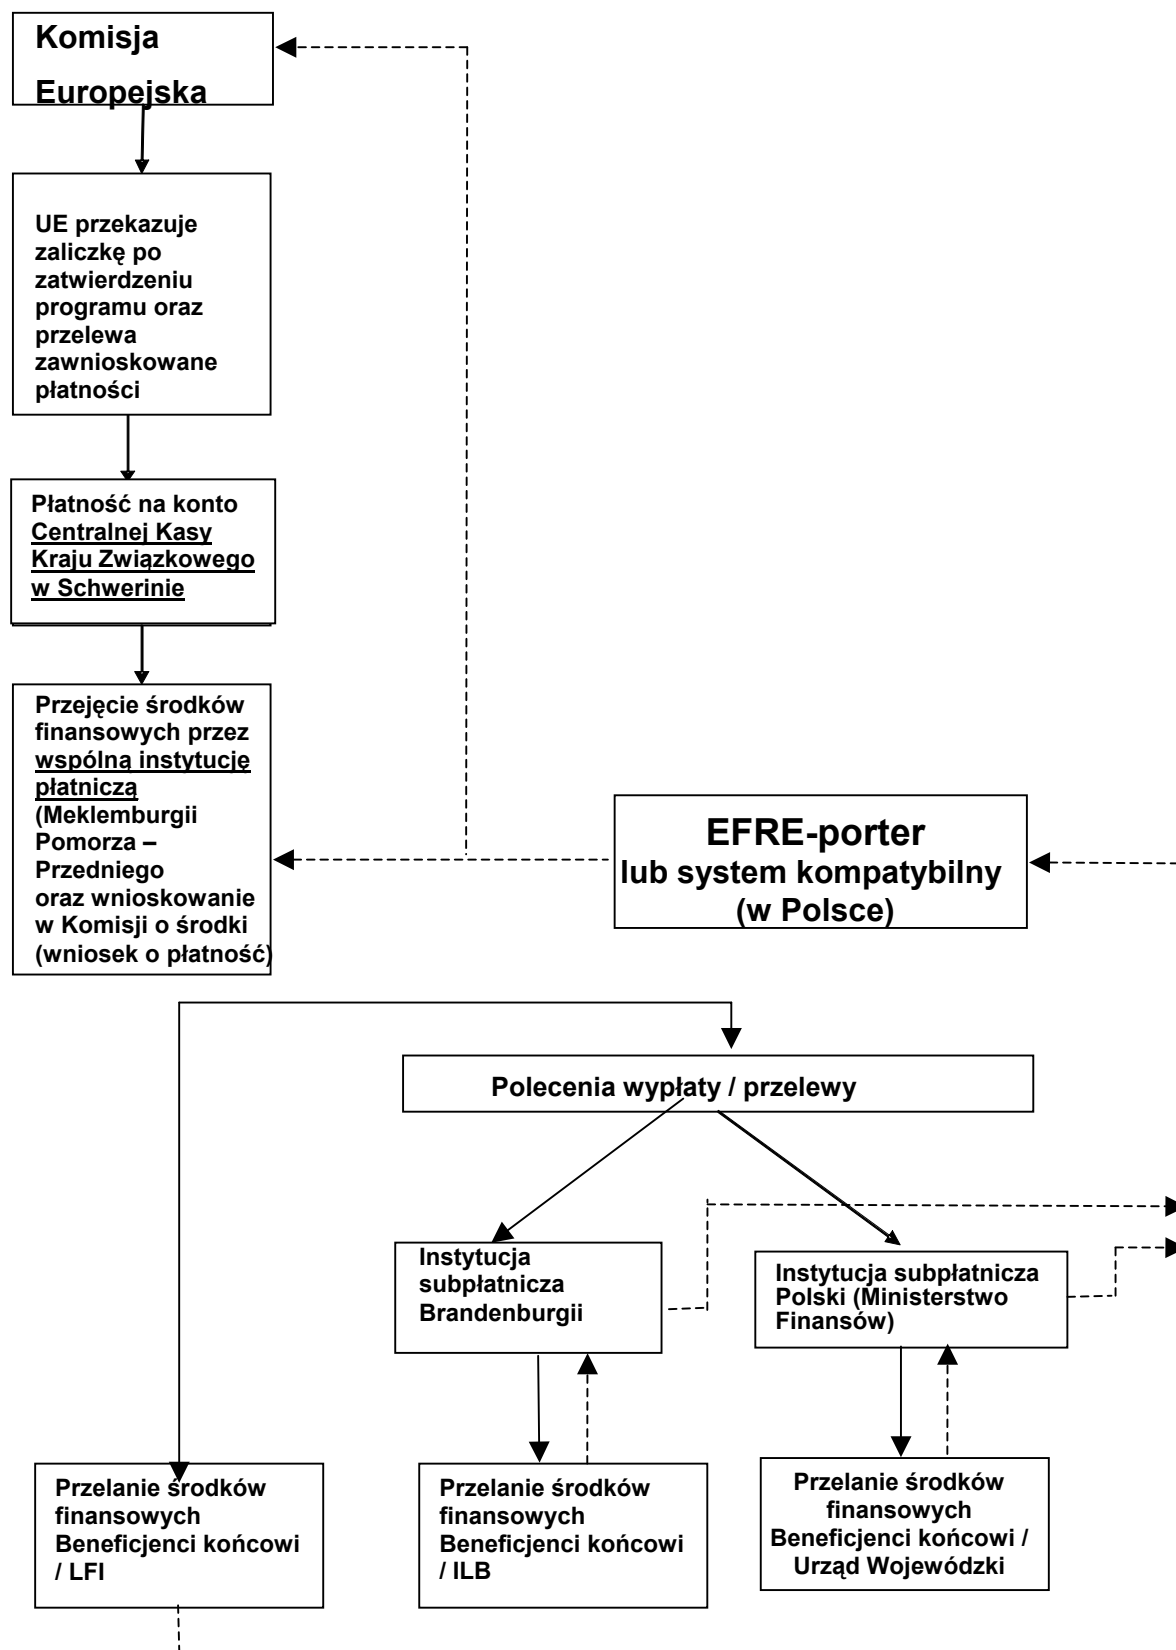 Komisja
Europejska
UE przekazuje
zaliczkę po
zatwierdzeniu
programu oraz
przelewa
zawnioskowane
płatności
Płatność na konto
Centralnej Kasy
Kraju Związkowego
w Schwerinie
Przejęcie środków
finansowych przez
wspólną instytucję
płatniczą
(Meklemburgii
Pomorza –
Przedniego
oraz wnioskowanie
w Komisji o środki
(wniosek o płatność)
EFRE-porter
lub system kompatybilny
(w Polsce)
Polecenia wypłaty / przelewy
Instytucja
subpłatnicza
Brandenburgii
Instytucja subpłatnicza
Polski (Ministerstwo
Finansów)
Przelanie środków
finansowych
Beneficjenci końcowi
/ LFI
Przelanie środków
finansowych
Beneficjenci końcowi
/ ILB
Przelanie środków
finansowych
Beneficjenci końcowi /
Urząd Wojewódzki